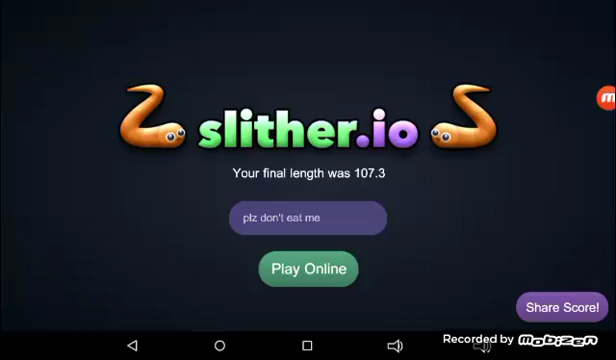 slither.io
Your final length was 107.3
plz don't eat me
Play Online
Share Score!
Recorded by mobizen